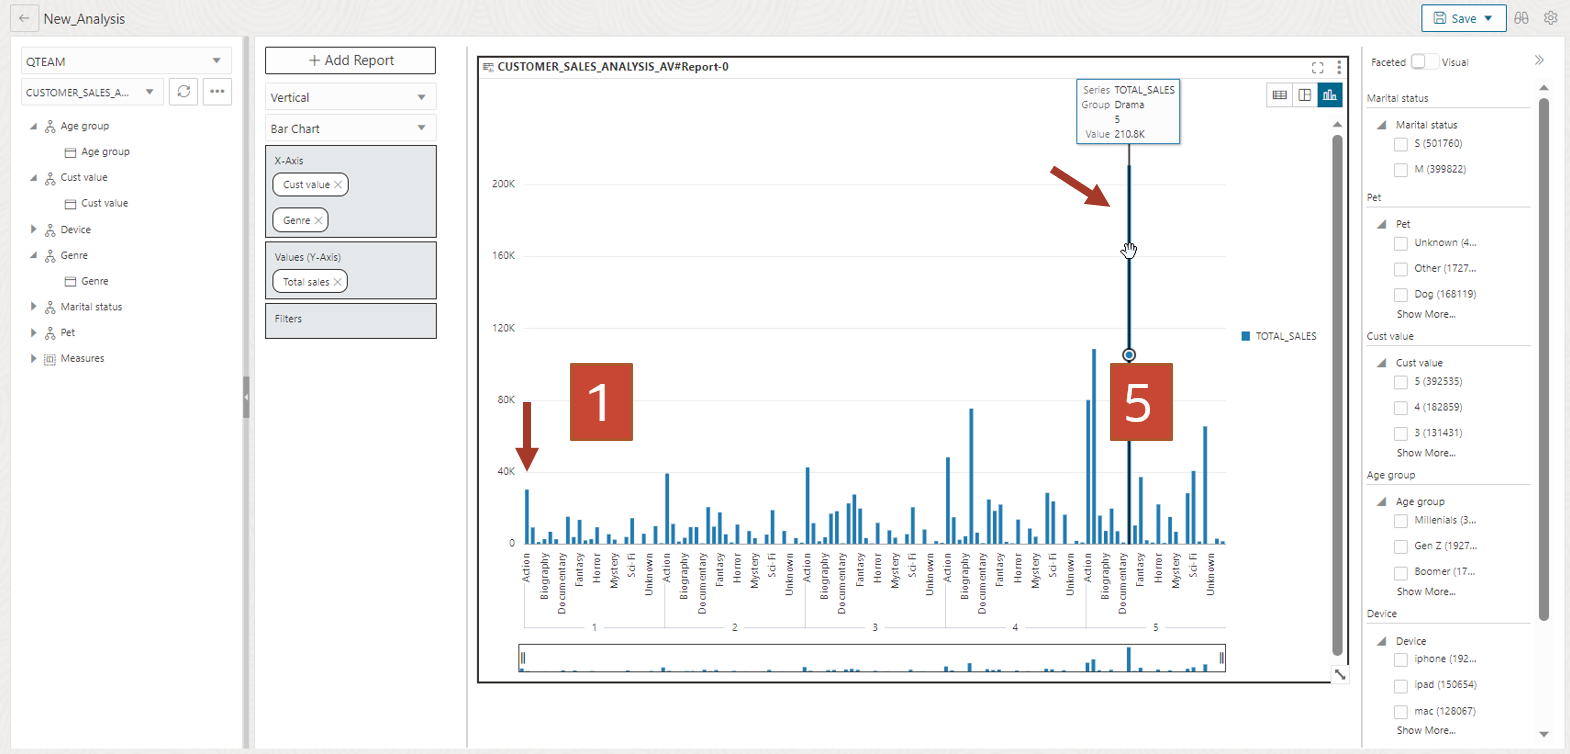 New_Analysis
Save
QTEAM
CUSTOMER_SALES_A...
Age group
Age group
Cust value
Cust value
Device
Genre
Genre
Marital status
Pet
Measures
+ Add Report
Vertical
Bar Chart
X-Axis
Cust value
Genre
Values (Y-Axis)
Total sales
Filters
CUSTOMER_SALES_ANALYSIS_AV#Report-0
Series TOTAL_SALES
Group Drama
5
Value 210.8K
200K
160K
120K
80K
40K
0
1
5
TOTAL_SALES
Action
Biography
Documentary
Fantasy
Horror
Mystery
Sci-Fi
Unknown
Action
Biography
Documentary
Fantasy
Horror
Mystery
Sci-Fi
Unknown
Action
Biography
Documentary
Fantasy
Horror
Mystery
Sci-Fi
Unknown
Action
Biography
Documentary
Fantasy
Horror
Mystery
Sci-Fi
Unknown
Action
Biography
Documentary
Fantasy
Horror
Mystery
Sci-Fi
Unknown
1
2
3
4
5
Faceted Visual
Marital status
Marital status
S (501760)
M (399822)
Pet
Pet
Unknown (4...
Other (1727...
Dog (168119)
Show More...
Cust value
Cust value
5 (392535)
4 (182859)
3 (131431)
Show More...
Age group
Age group
Millenials (3...
Gen Z (1927...
Boomer (17...
Show More...
Device
Device
iphone (192...
ipad (150654)
mac (128067)
Show More...